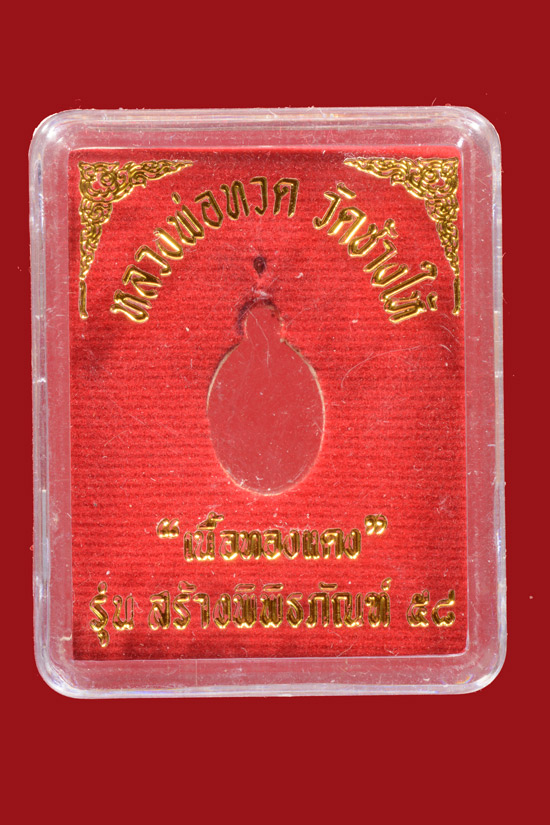 หลวงพ่อทวด วัดช้างให้
“เนื้อทองแดง”
รุ่น สร้างพิพิธภัณฑ์ ๕๘